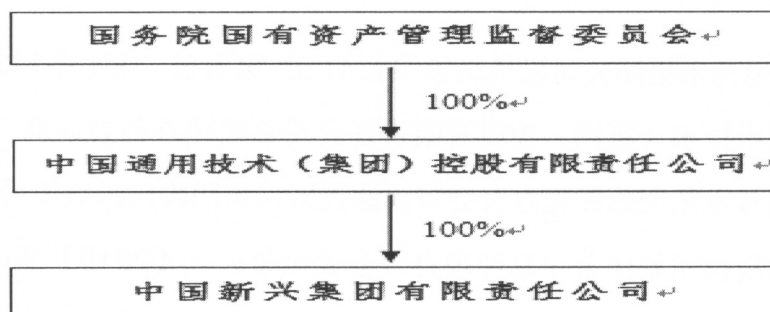 国务院国有资产管理监督委员会↵
100%↵
中国通用技术（集团）控股有限责任公司↵
100%↵
中国新兴集团有限责任公司↵